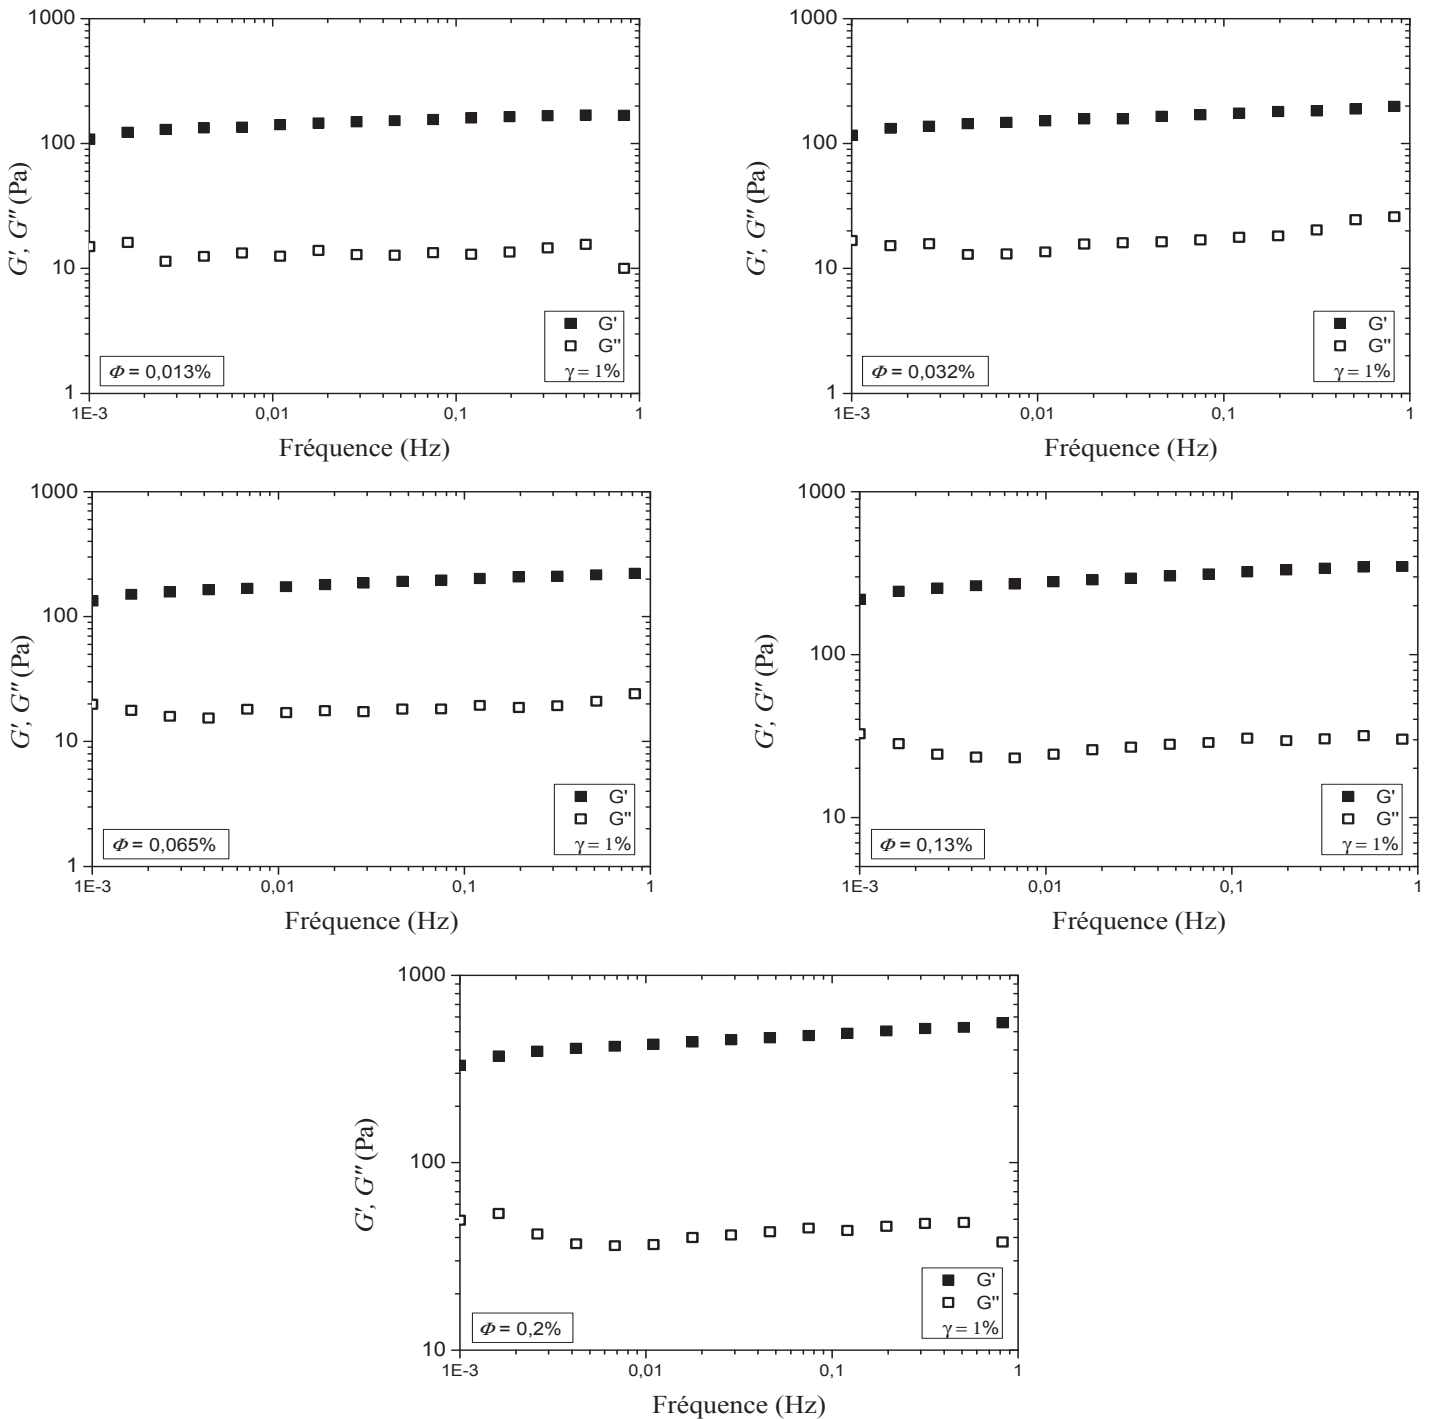 1000
100
10
1
G', G'' (Pa)
G'
G''
γ = 1%
Φ = 0,013%
1E-3 0,01 0,1 1
Fréquence (Hz)
1000
100
10
1
G', G'' (Pa)
G'
G''
γ = 1%
Φ = 0,032%
1E-3 0,01 0,1 1
Fréquence (Hz)
1000
100
10
1
G', G'' (Pa)
G'
G''
γ = 1%
Φ = 0,065%
1E-3 0,01 0,1 1
Fréquence (Hz)
1000
100
10
G', G'' (Pa)
G'
G''
γ = 1%
Φ = 0,13%
1E-3 0,01 0,1 1
Fréquence (Hz)
1000
100
10
G', G'' (Pa)
G'
G''
γ = 1%
Φ = 0,2%
1E-3 0,01 0,1 1
Fréquence (Hz)